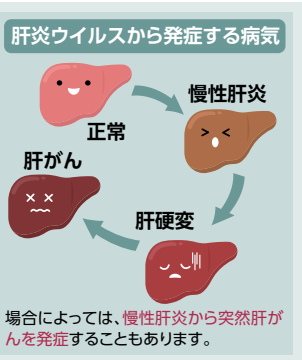 肝炎ウイルスから発症する病気
正常
慢性肝炎
肝硬変
肝がん
場合によっては、慢性肝炎から突然肝が
んを発症することもあります。